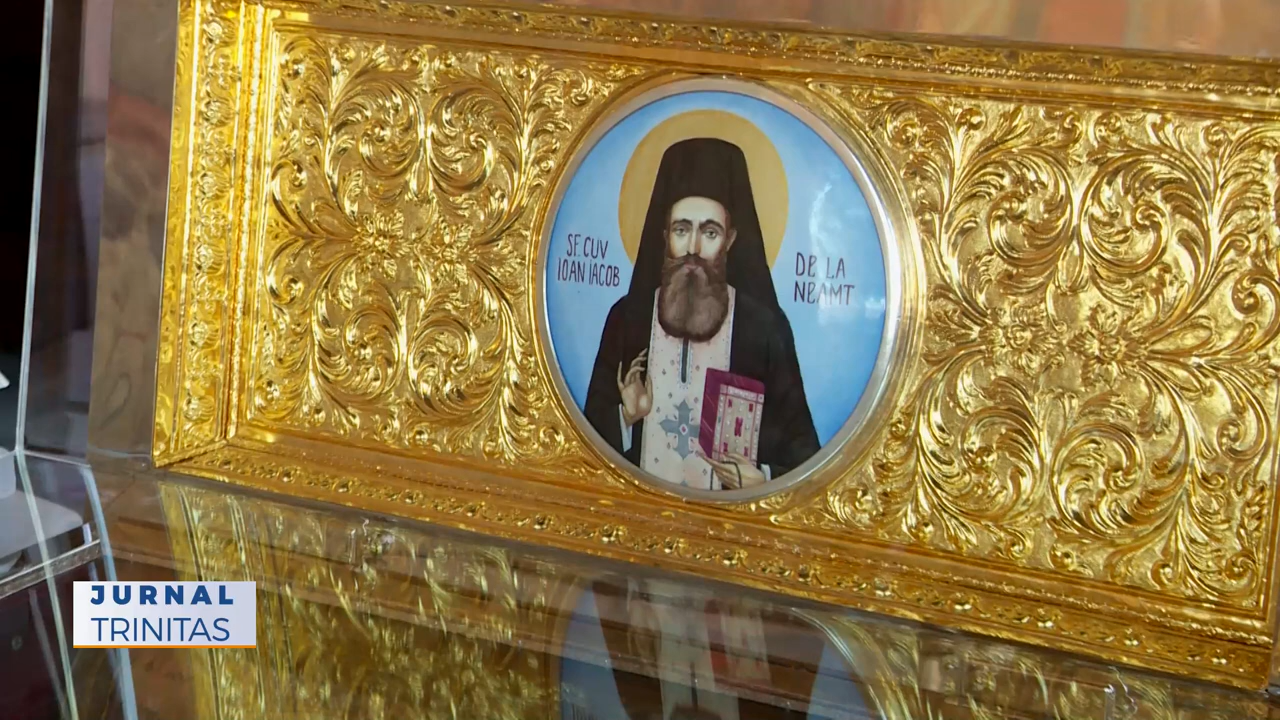 SF. CUV
IOAN IACOB
DE LA
NEAMT
JURNAL
TRINITAS